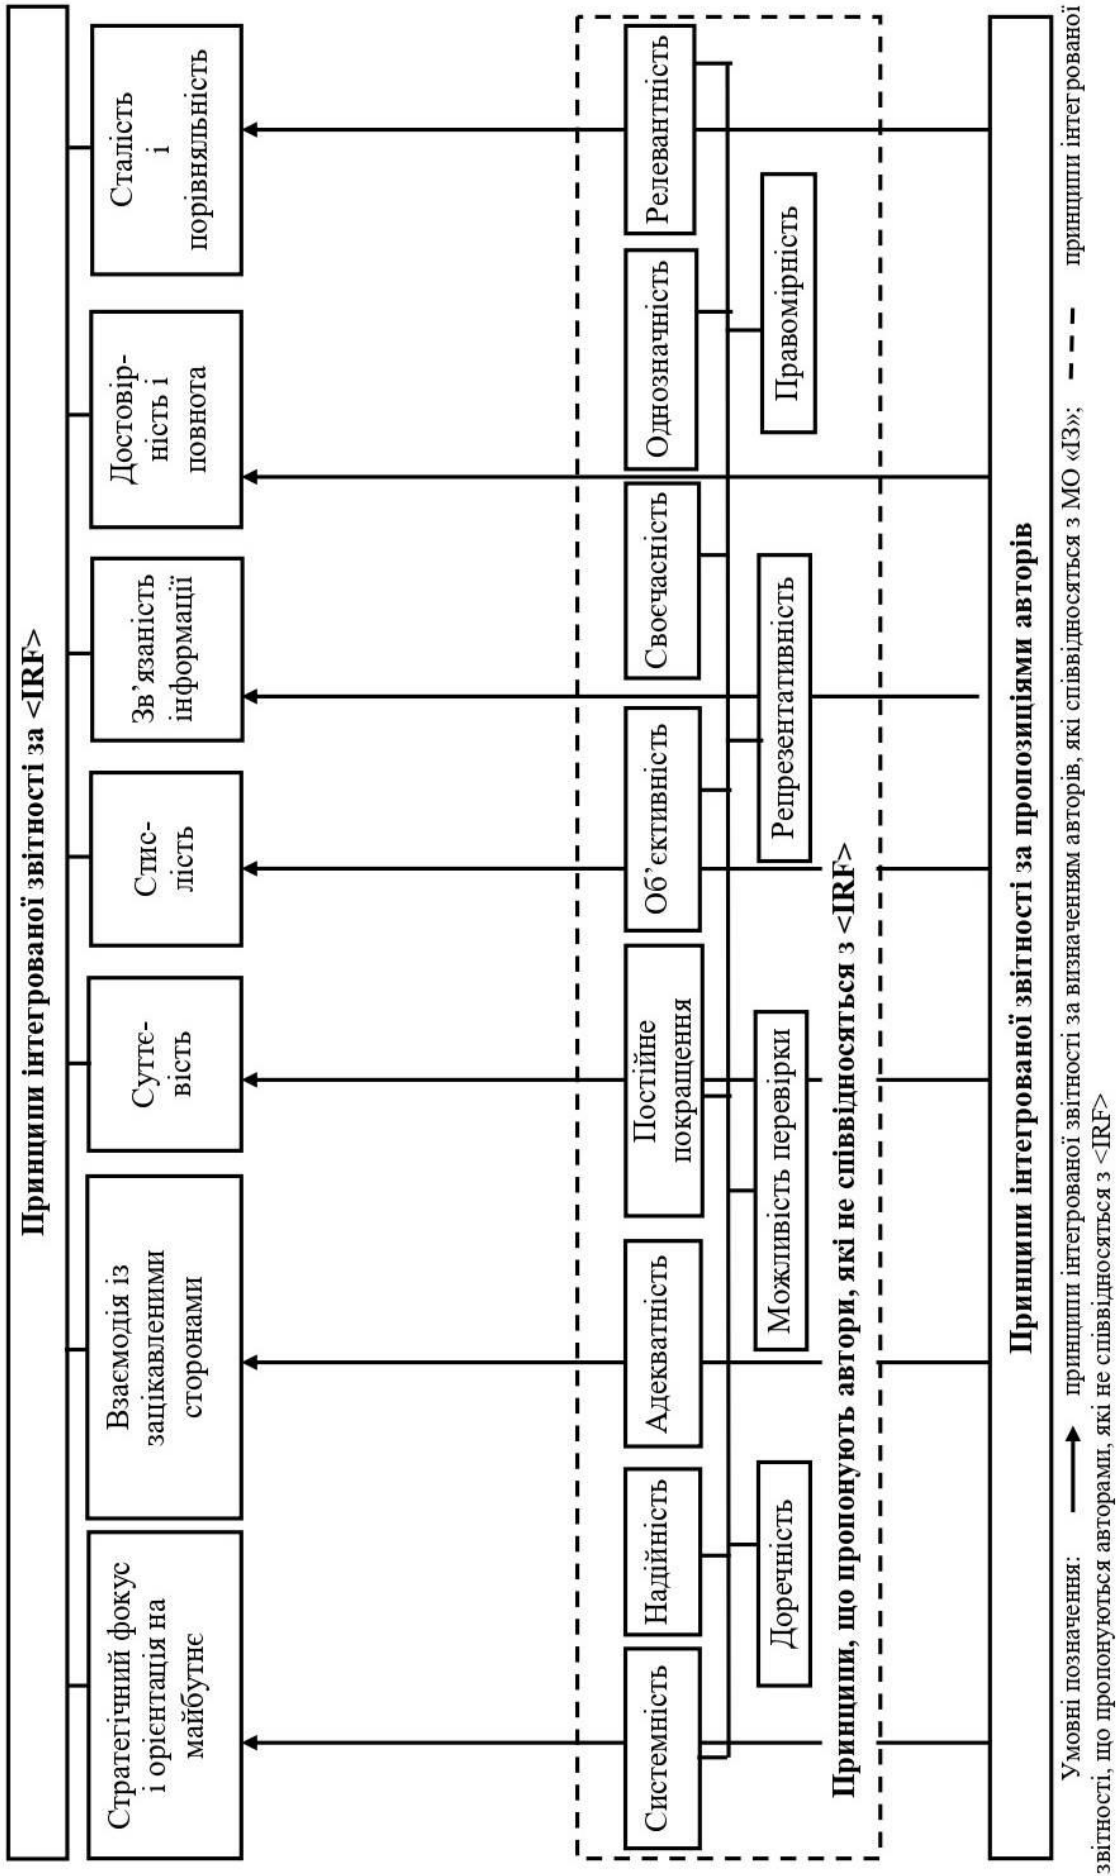 Принципи інтегрованої звітності за <IRF>
Стратегічний фокус
і орієнтація на
майбутнє
Взаємодія із
зацікавленими
сторонами
Суттє-
вість
Стис-
лість
Зв’язаність
інформації
Достовір-
ність і
повнота
Сталість
і
порівняльність
Системність
Надійність
Адекватність
Постійне
покращення
Об’єктивність
Своєчасність
Однозначність
Релевантність
Доречність
Можливість перевірки
Репрезентативність
Правомірність
Принципи, що пропонують автори, які не співвідносяться з <IRF>
Принципи інтегрованої звітності за пропозиціями авторів
Умовні позначення: принципи інтегрованої звітності за визначенням авторів, які співвідносяться з МО «ІЗ»; принципи інтегрованої
звітності, що пропонуються авторами, які не співвідносяться з <IRF>